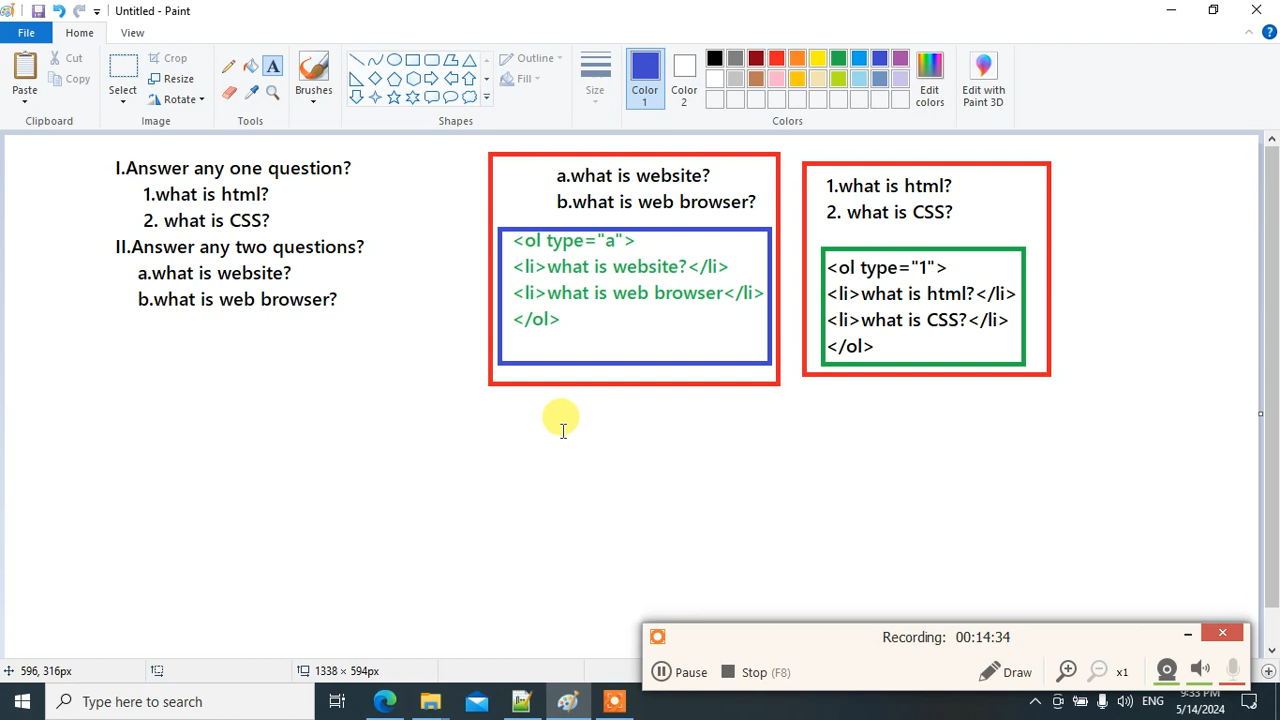 Untitled - Paint
File
Home
View
Paste
Cut
Copy
Clipboard
Select
Crop
Resize
Rotate
Image
A
Tools
Brushes
Outline
Fill
Shapes
Size
Color 1
Color 2
Edit colors
Colors
Edit with Paint 3D
I.Answer any one question?
1.what is html?
2. what is CSS?
II.Answer any two questions?
a.what is website?
b.what is web browser?
a.what is website?
b.what is web browser?
<ol type="a">
<li>what is website?</li>
<li>what is web browser</li>
</ol>
1.what is html?
2. what is CSS?
<ol type="1">
<li>what is html?</li>
<li>what is CSS?</li>
</ol>
Recording: 00:14:34
Pause
Stop (F8)
Draw
x1
596, 316px
1338 × 594px
Type here to search
ENG
9:33 PM
5/14/2024